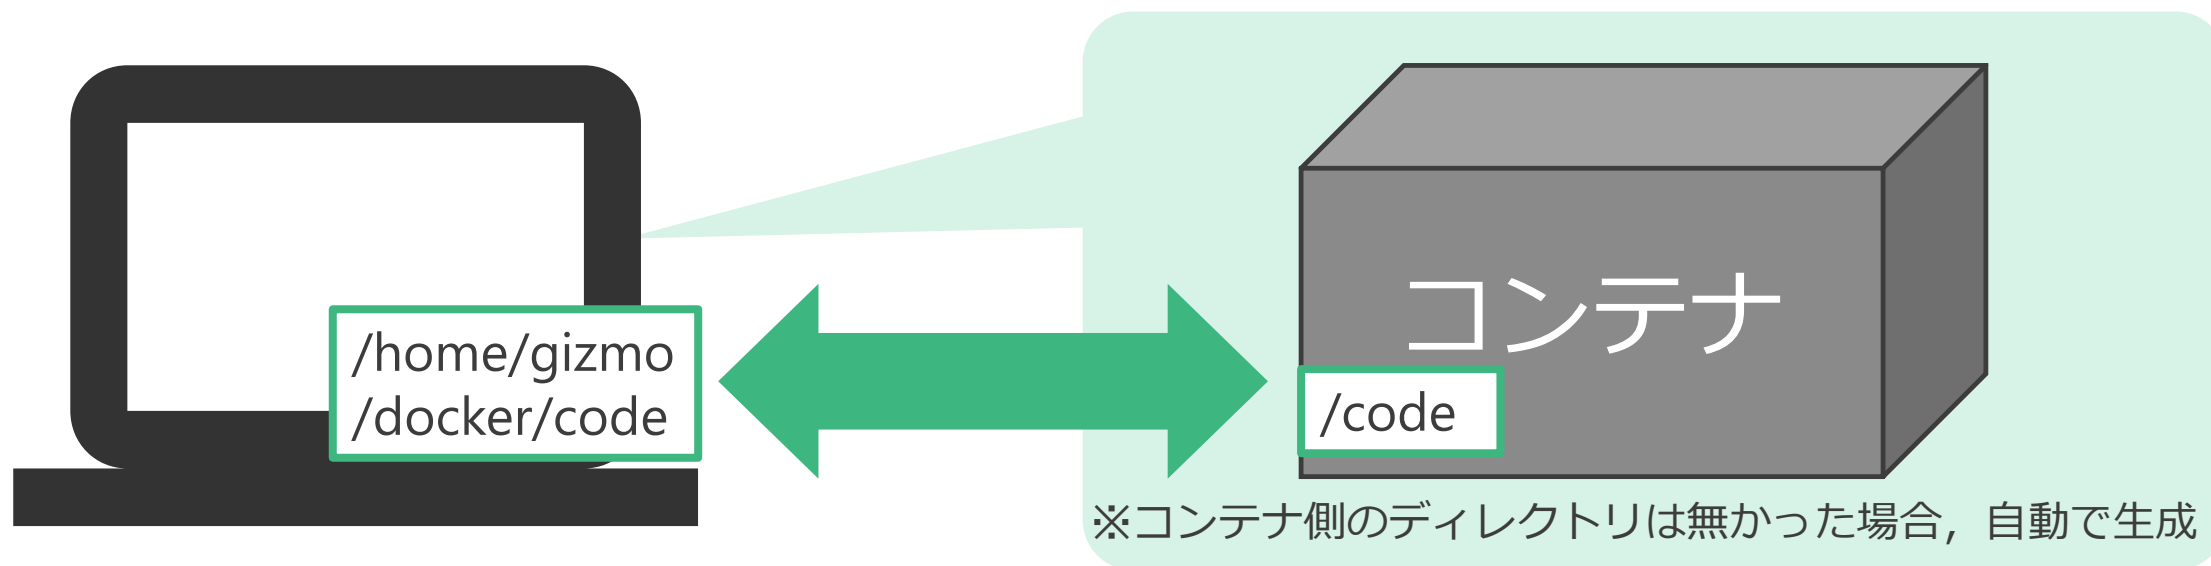 /home/gizmo
/docker/code
コンテナ
/code
※コンテナ側のディレクトリは無かった場合，自動で生成